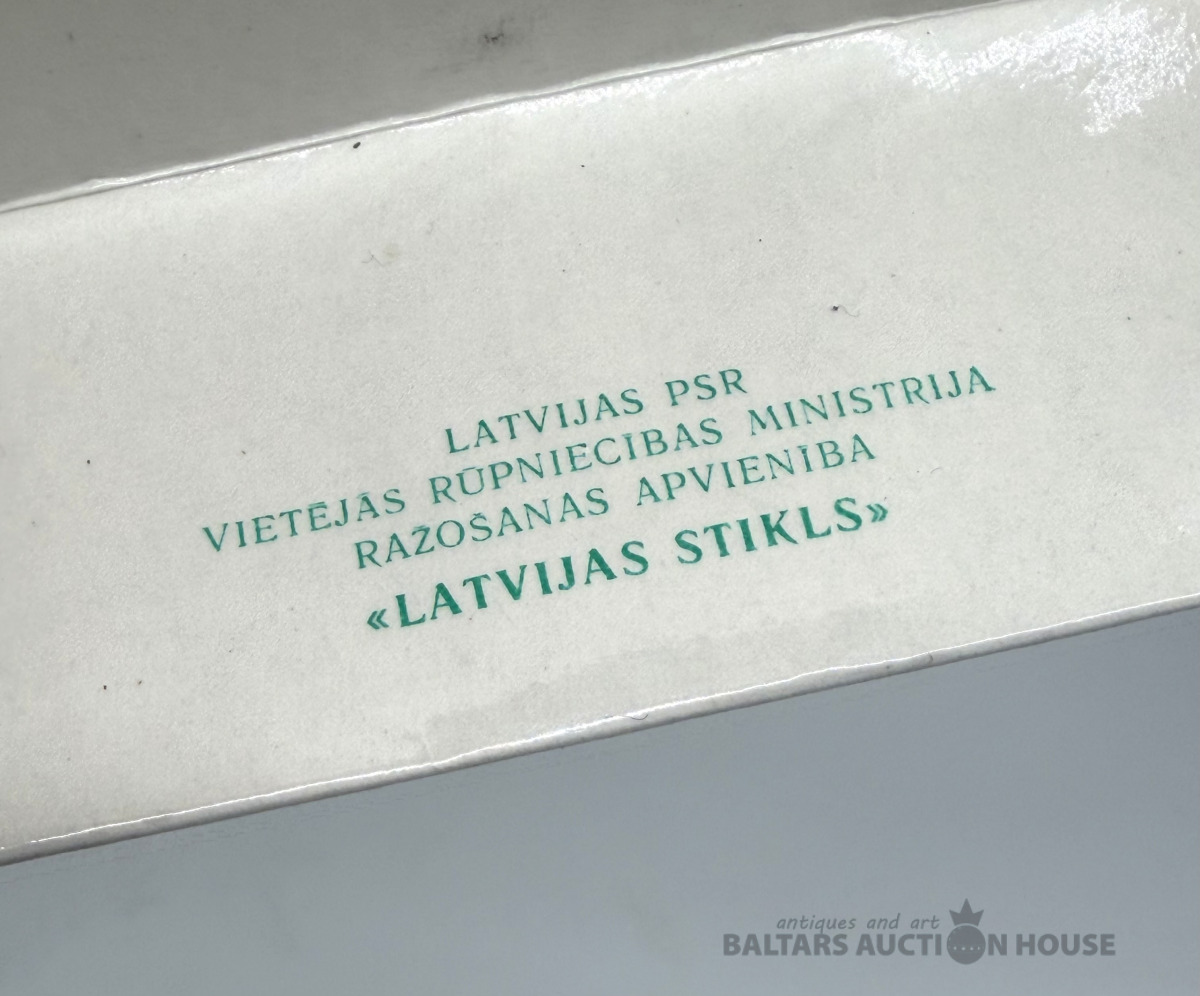 LATVIJAS PSR
VIETĒJĀS RŪPNIECĪBAS MINISTRIJA
RAŽOŠANAS APVIENĪBA
«LATVIJAS STIKLS»
antiques and art
BALTARS AUCTION HOUSE